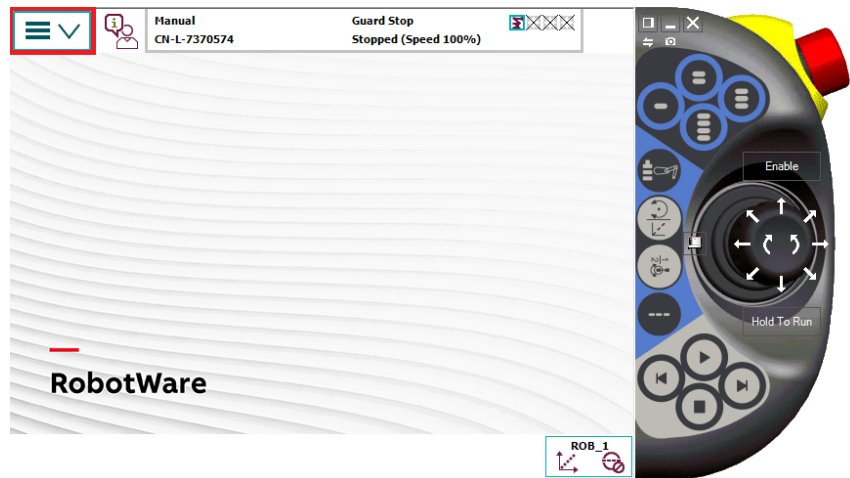 Manual
Guard Stop
CN-L-7370574
Stopped (Speed 100%)
Enable
Hold To Run
RobotWare
ROB_1